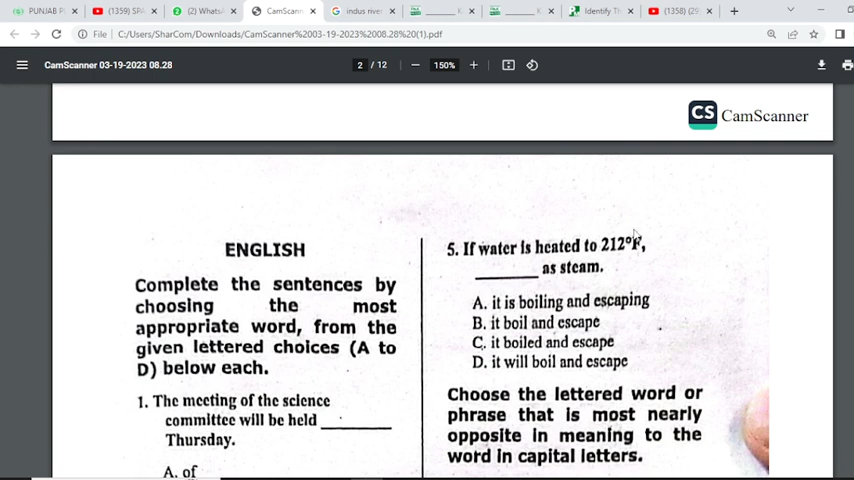 PUNJAB P
(1359) SPA
(2) Whats
CamScann
indus rive
Identify Th
(1358) (29
File
C:/Users/SharCom/Downloads/CamScanner%2003-19-2023%2008.28%20(1).pdf
CamScanner 03-19-2023 08.28
2 / 12
150%
CS CamScanner
ENGLISH
Complete the sentences by
choosing the most
appropriate word, from the
given lettered choices (A to
D) below each.
1. The meeting of the science
committee will be held ________
Thursday.
A. of
5. If water is heated to 212°F,
________ as steam.
A. it is boiling and escaping
B. it boil and escape
C. it boiled and escape
D. it will boil and escape
Choose the lettered word or
phrase that is most nearly
opposite in meaning to the
word in capital letters.